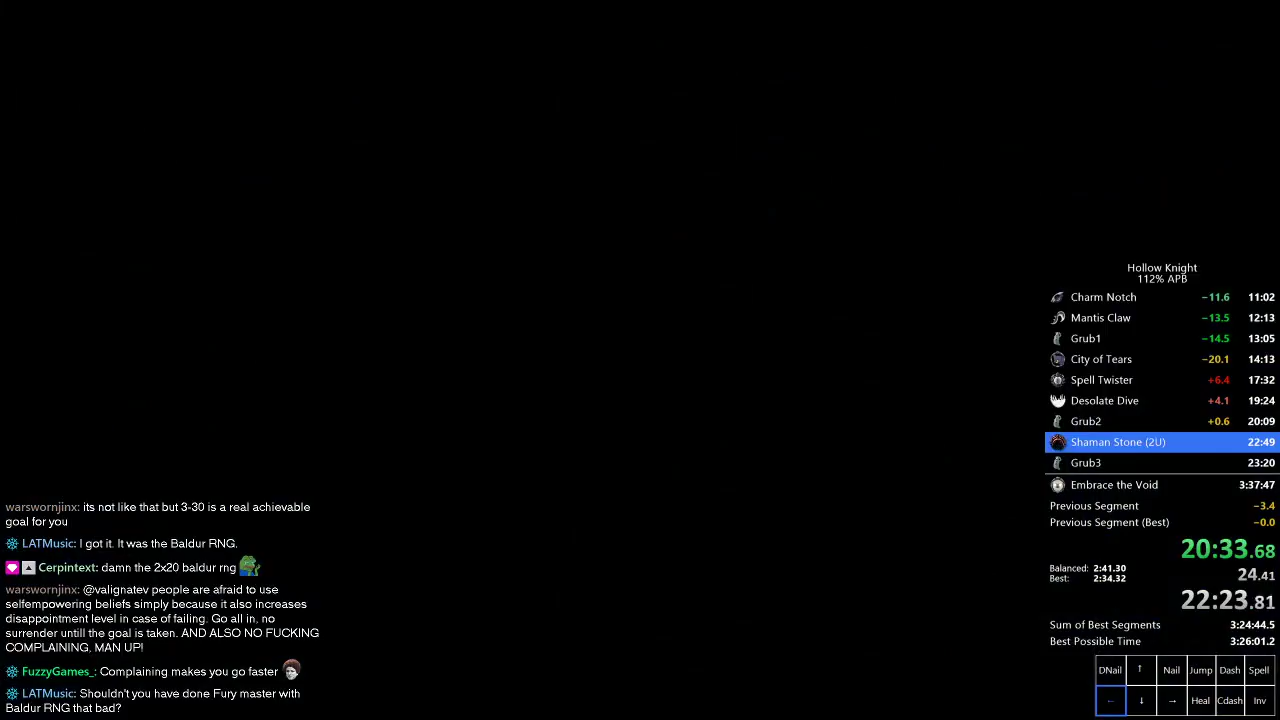 Hollow Knight
112% APB
Charm Notch −11.6 11:02
Mantis Claw −13.5 12:13
Grub1 −14.5 13:05
City of Tears −20.1 14:13
Spell Twister +6.4 17:32
Desolate Dive +4.1 19:24
Grub2 +0.6 20:09
Shaman Stone (2U) 22:49
Grub3 23:20
Embrace the Void 3:37:47
Previous Segment −3.4
Previous Segment (Best) −0.0
20:33.68
Balanced: 2:41.30
Best: 2:34.32
24.41
22:23.81
Sum of Best Segments 3:24:44.5
Best Possible Time 3:26:01.2
DNail ↑ Nail Jump Dash Spell
← ↓ → Heal Cdash Inv
warswornjinx: its not like that but 3-30 is a real achievable
goal for you
LATMusic: I got it. It was the Baldur RNG.
Cerpintext: damn the 2x20 baldur rng
warswornjinx: @valignatev people are afraid to use
selfempowering beliefs simply because it also increases
disappointment level in case of failing. Go all in, no
surrender untill the goal is taken. AND ALSO NO FUCKING
COMPLAINING, MAN UP!
FuzzyGames_: Complaining makes you go faster
LATMusic: Shouldn't you have done Fury master with
Baldur RNG that bad?